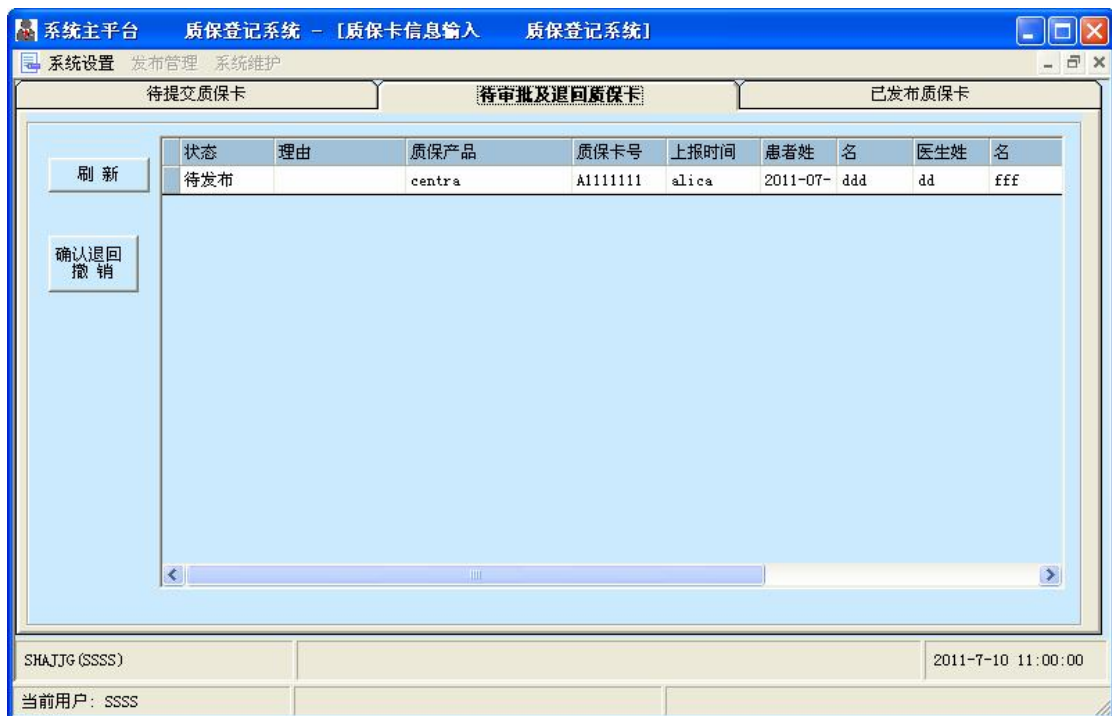 系统主平台 质保登记系统 - [质保卡信息输入 质保登记系统]
系统设置 发布管理 系统维护
待提交质保卡 待审批及退回质保卡 已发布质保卡
刷 新
确认退回
撤 销
状态 理由 质保产品 质保卡号 上报时间 患者姓 名 医生姓 名
待发布 centra A1111111 alica 2011-07- ddd dd fff
SHAJJG(SSSS) 2011-7-10 11:00:00
当前用户: SSSS